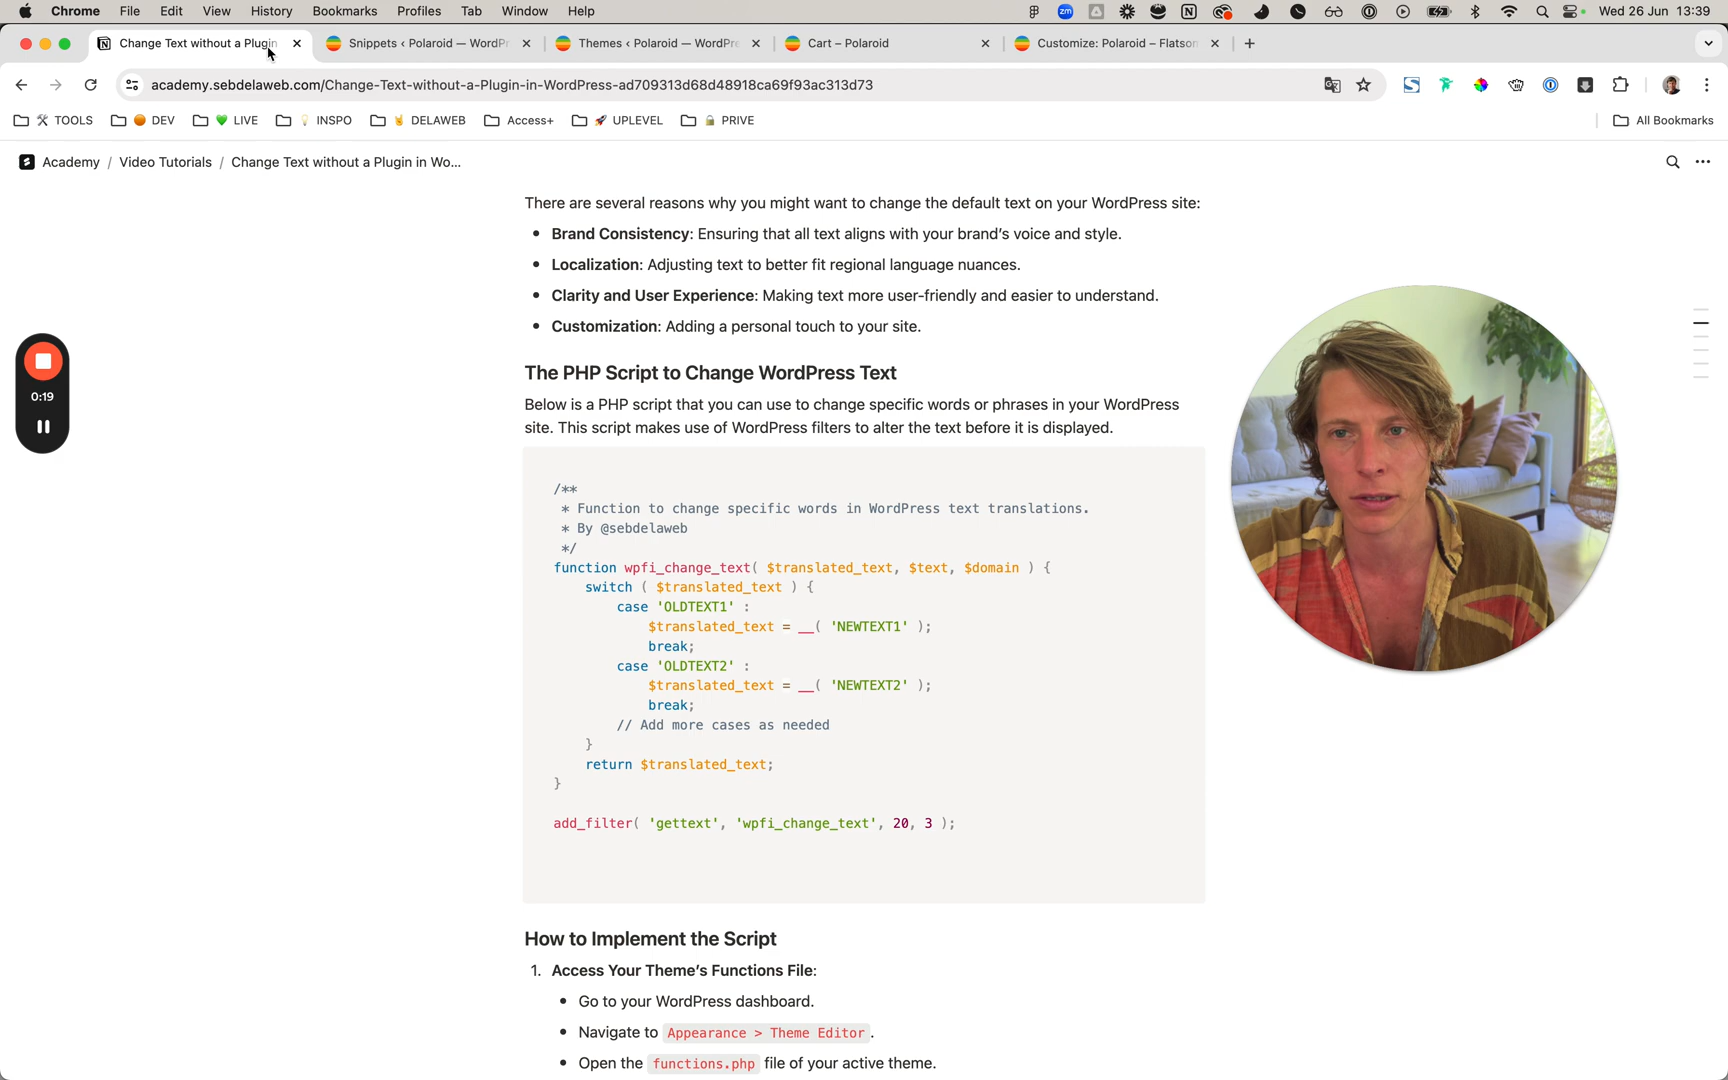 Chrome File Edit View History Bookmarks Profiles Tab Window Help Wed 26 Jun 13:39
Change Text without a Plugin Snippets ‹ Polaroid — WordPr Themes ‹ Polaroid — WordPre Cart – Polaroid Customize: Polaroid – Flatsom
academy.sebdelaweb.com/Change-Text-without-a-Plugin-in-WordPress-ad709313d68d48918ca69f93ac313d73
TOOLS DEV LIVE INSPO DELAWEB Access+ UPLEVEL PRIVE All Bookmarks
Academy / Video Tutorials / Change Text without a Plugin in Wo...
There are several reasons why you might want to change the default text on your WordPress site:
• Brand Consistency: Ensuring that all text aligns with your brand’s voice and style.
• Localization: Adjusting text to better fit regional language nuances.
• Clarity and User Experience: Making text more user-friendly and easier to understand.
• Customization: Adding a personal touch to your site.
The PHP Script to Change WordPress Text
0:19
Below is a PHP script that you can use to change specific words or phrases in your WordPress
site. This script makes use of WordPress filters to alter the text before it is displayed.
/**
* Function to change specific words in WordPress text translations.
* By @sebdelaweb
*/
function wpfi_change_text( $translated_text, $text, $domain ) {
switch ( $translated_text ) {
case 'OLDTEXT1' :
$translated_text = __( 'NEWTEXT1' );
break;
case 'OLDTEXT2' :
$translated_text = __( 'NEWTEXT2' );
break;
// Add more cases as needed
}
return $translated_text;
}
add_filter( 'gettext', 'wpfi_change_text', 20, 3 );
How to Implement the Script
1. Access Your Theme’s Functions File:
• Go to your WordPress dashboard.
• Navigate to Appearance > Theme Editor.
• Open the functions.php file of your active theme.